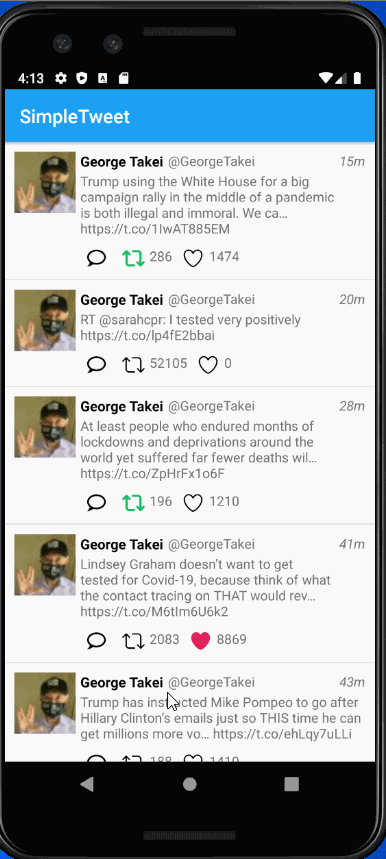 4:13
SimpleTweet
George Takei @GeorgeTakei 15m
Trump using the White House for a big
campaign rally in the middle of a pandemic
is both illegal and immoral. We ca…
https://t.co/1IwAT885EM
286 1474
George Takei @GeorgeTakei 20m
RT @sarahcpr: I tested very positively
https://t.co/lp4fE2bbai
52105 0
George Takei @GeorgeTakei 28m
At least people who endured months of
lockdowns and deprivations around the
world yet suffered far fewer deaths wil…
https://t.co/ZpHrFx1o6F
196 1210
George Takei @GeorgeTakei 41m
Lindsey Graham doesn't want to get
tested for Covid-19, because think of what
the contact tracing on THAT would rev…
https://t.co/M6tIm6U6k2
2083 8869
George Takei @GeorgeTakei 43m
Trump has instructed Mike Pompeo to go after
Hillary Clinton's emails just so THIS time he can
get millions more vo… https://t.co/ehLqy7uLLi
188 1410